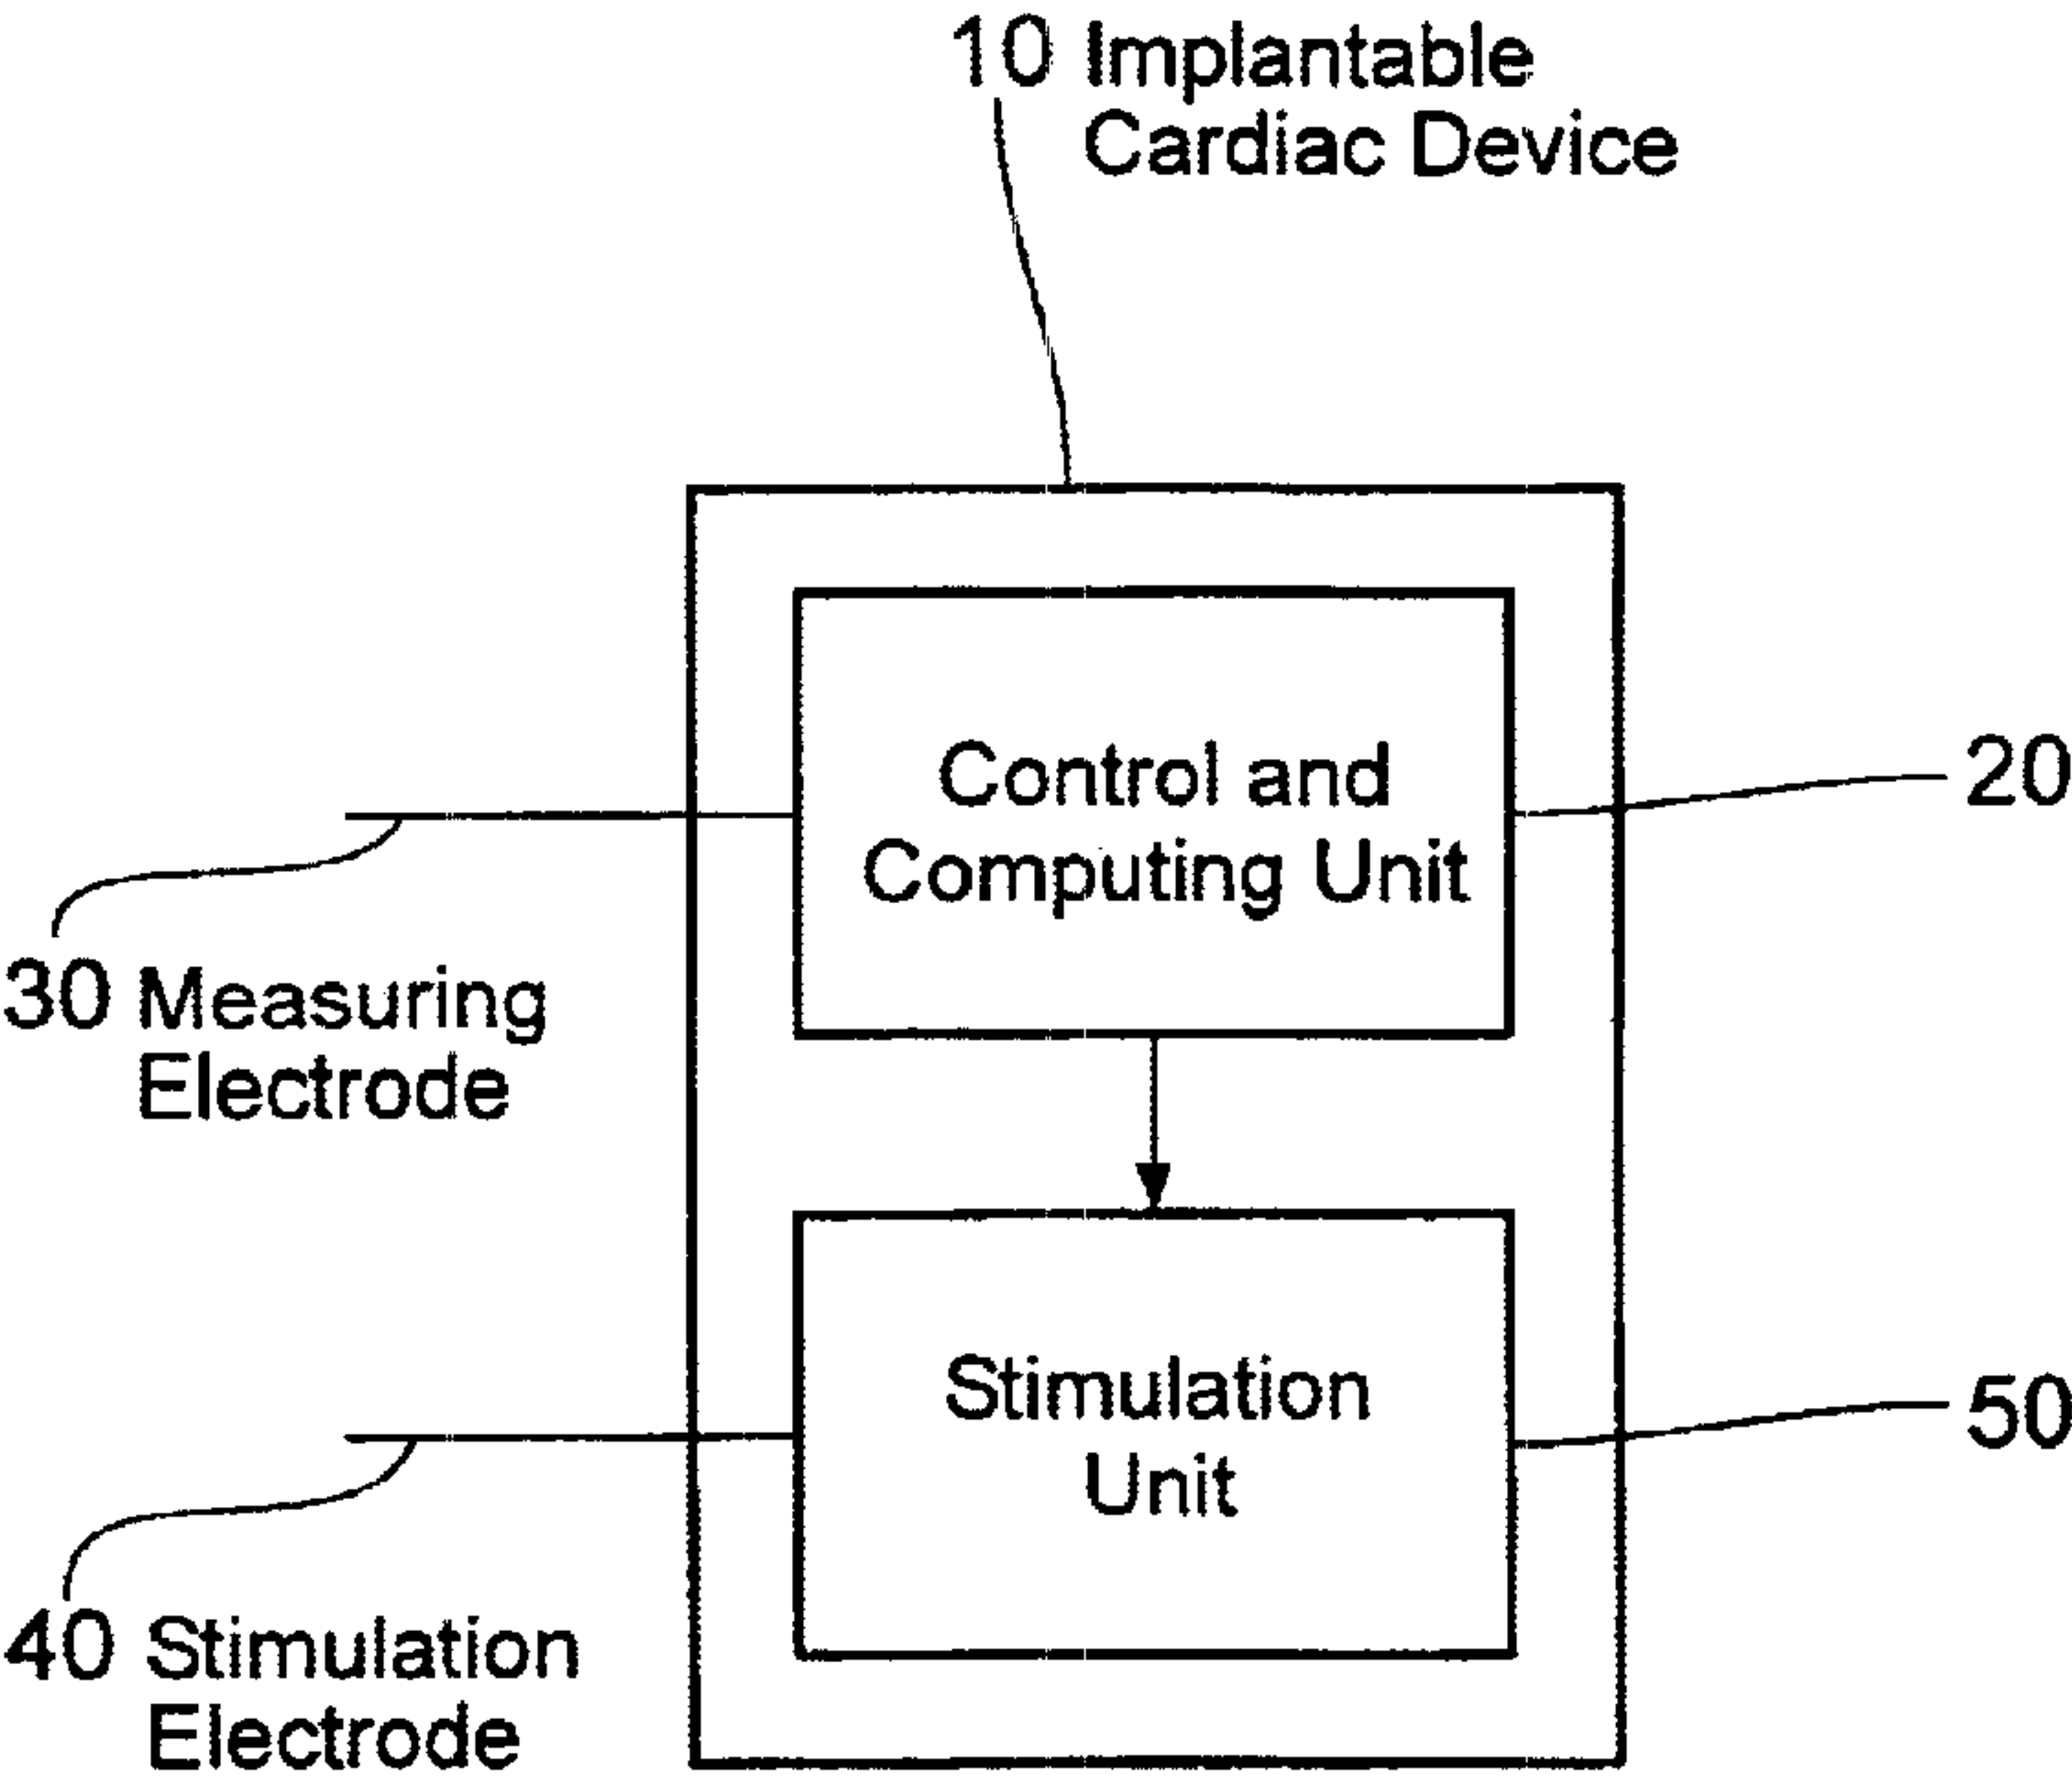 10 Implantable
Cardiac Device
Control and
Computing Unit
20
30 Measuring
Electrode
Stimulation
Unit
50
40 Stimulation
Electrode